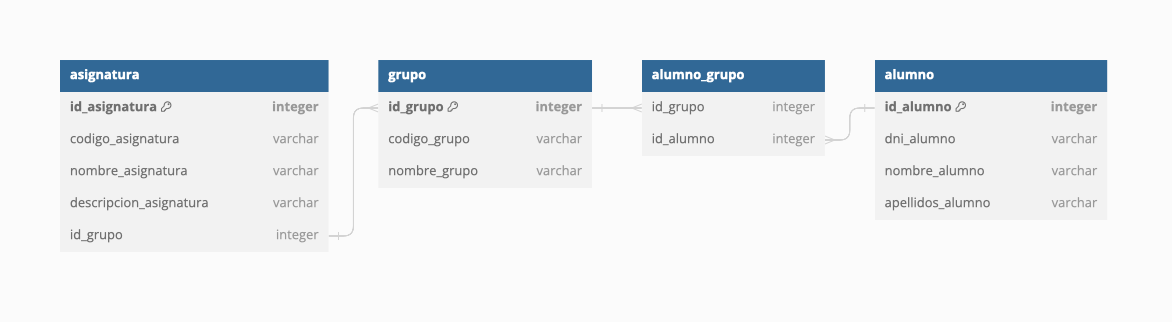 asignatura
id_asignatura integer
codigo_asignatura varchar
nombre_asignatura varchar
descripcion_asignatura varchar
id_grupo integer
grupo
id_grupo integer
codigo_grupo varchar
nombre_grupo varchar
alumno_grupo
id_grupo integer
id_alumno integer
alumno
id_alumno integer
dni_alumno varchar
nombre_alumno varchar
apellidos_alumno varchar